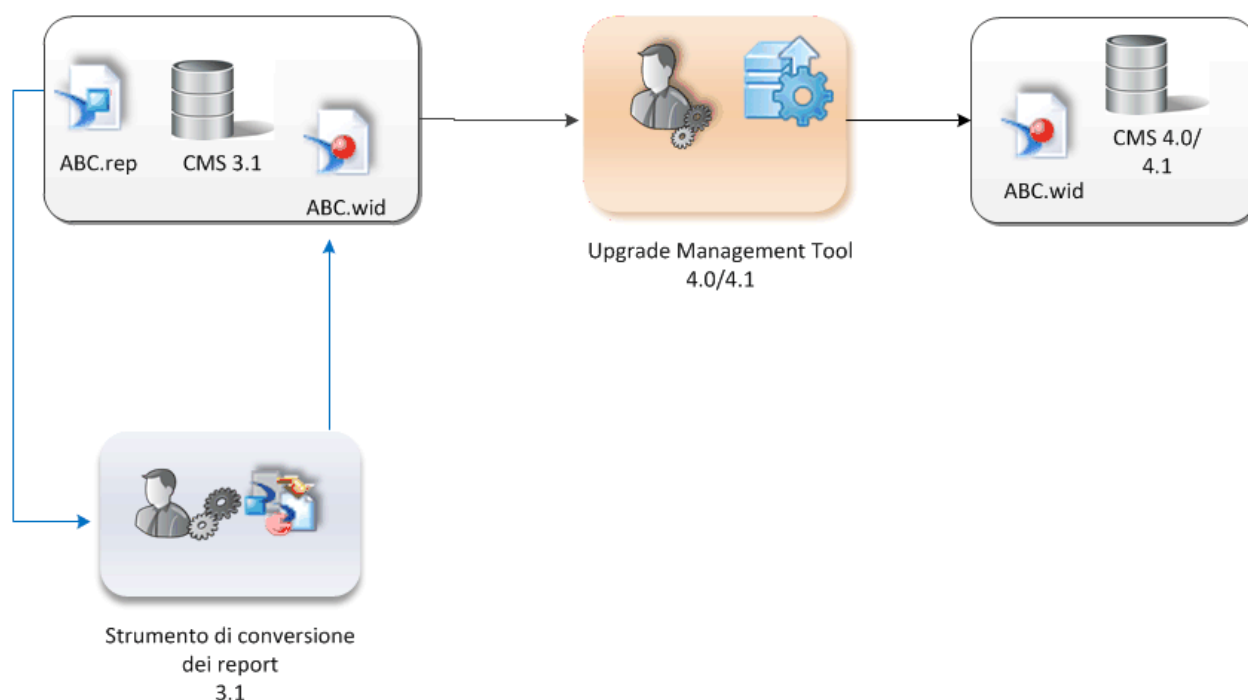 ABC.rep
CMS 3.1
ABC.wid
Upgrade Management Tool
4.0/4.1
CMS 4.0/
4.1
ABC.wid
Strumento di conversione
dei report
3.1